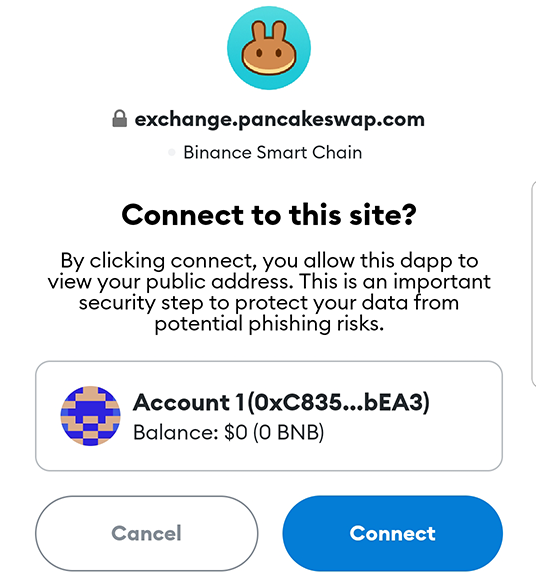 exchange.pancakeswap.com
Binance Smart Chain
Connect to this site?
By clicking connect, you allow this dapp to
view your public address. This is an important
security step to protect your data from
potential phishing risks.
Account 1 (0xC835...bEA3)
Balance: $0 (0 BNB)
Cancel
Connect